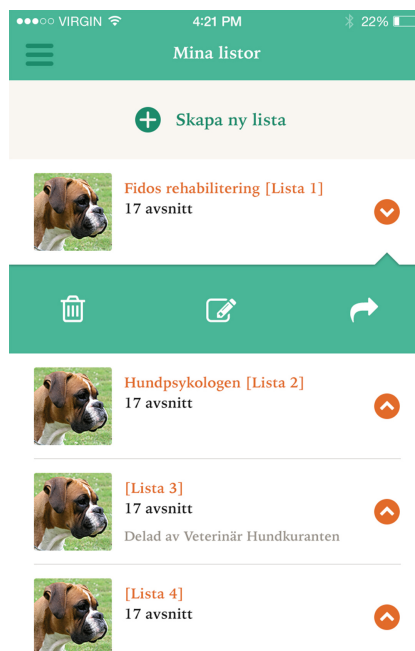 VIRGIN 4:21 PM 22%
Mina listor
Skapa ny lista
Fidos rehabilitering [Lista 1]
17 avsnitt
Hundpsykologen [Lista 2]
17 avsnitt
[Lista 3]
17 avsnitt
Delad av Veterinär Hundkuranten
[Lista 4]
17 avsnitt